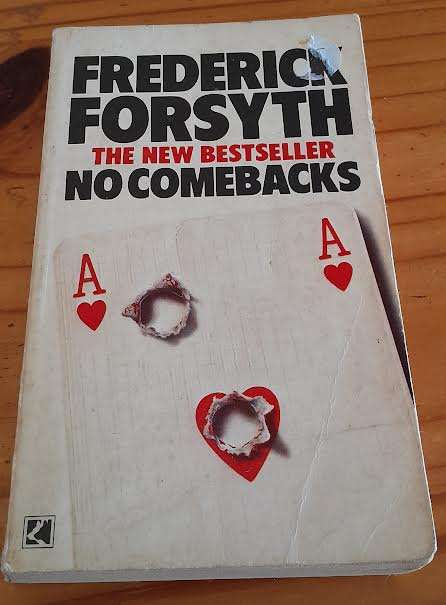 FREDERICK
FORSYTH
THE NEW BESTSELLER
NO COMEBACKS
A
A